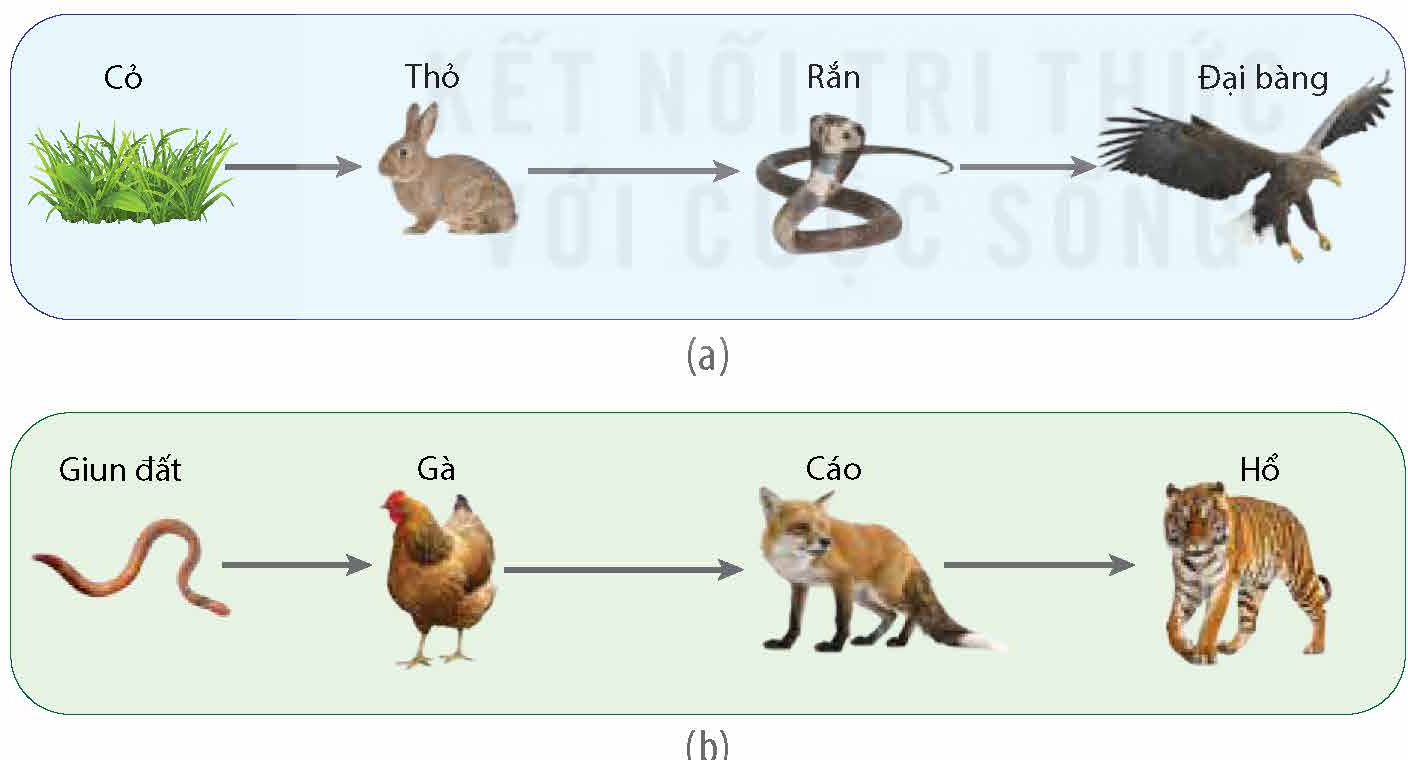 KẾT NỐI TRI THỨC
VỚI CUỘC SỐNG
Cỏ Thỏ Rắn Đại bàng
(a)
Giun đất Gà Cáo Hổ
(b)